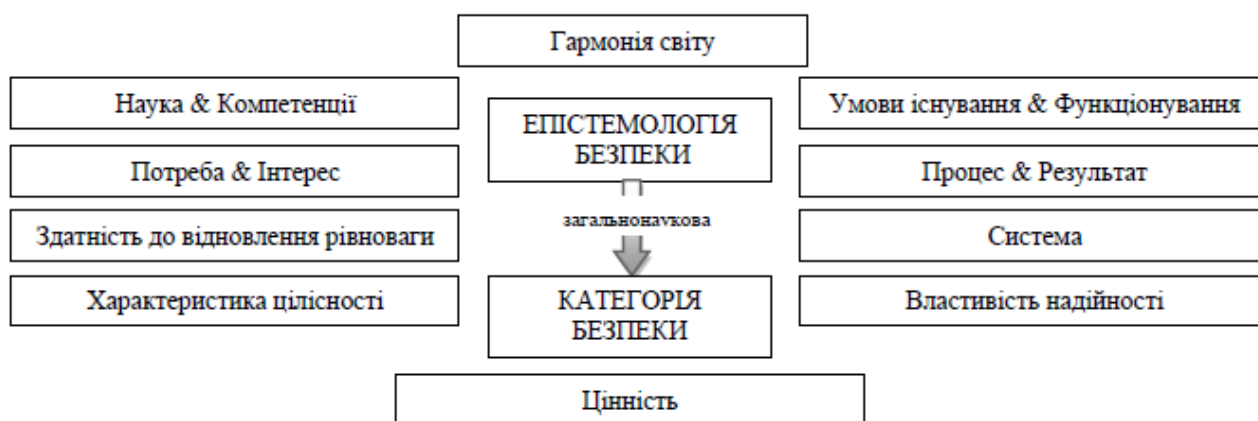 Гармонія світу
Наука & Компетенції
Умови існування & Функціонування
ЕПІСТЕМОЛОГІЯ
БЕЗПЕКИ
Потреба & Інтерес
Процес & Результат
загальнонаукова
Здатність до відновлення рівноваги
Система
Характеристика цілісності
КАТЕГОРІЯ
БЕЗПЕКИ
Властивість надійності
Цінність